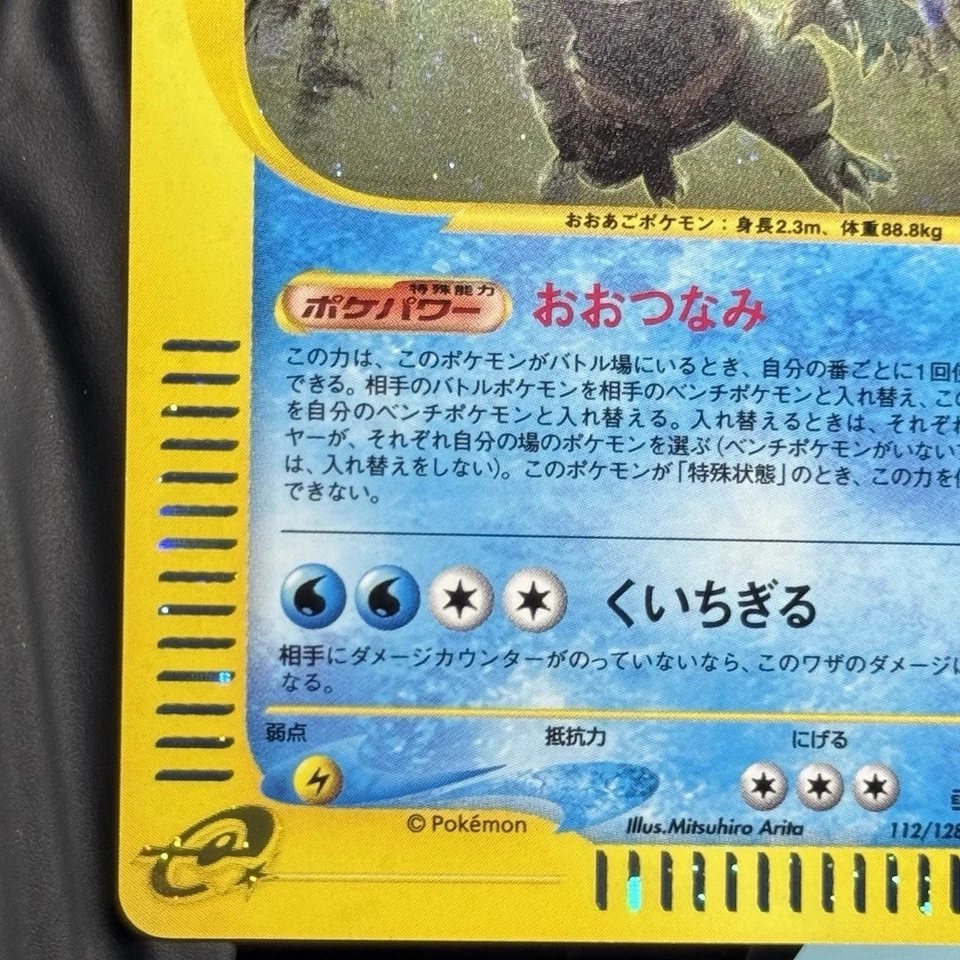 おおあごポケモン：身長2.3m、体重88.8kg
特殊能力
ポケパワー おおつなみ
この力は、このポケモンがバトル場にいるとき、自分の番ごとに1回使
できる。相手のバトルポケモンを相手のベンチポケモンと入れ替え、この
を自分のベンチポケモンと入れ替える。入れ替えるときは、それぞれ
ヤーが、それぞれ自分の場のポケモンを選ぶ(ベンチポケモンがいない
は、入れ替えをしない)。このポケモンが「特殊状態」のとき、この力を使
できない。
くいちぎる
相手にダメージカウンターがのっていないなら、このワザのダメージは
なる。
弱点 抵抗力 にげる
© Pokémon Illus.Mitsuhiro Arita 112/128
e